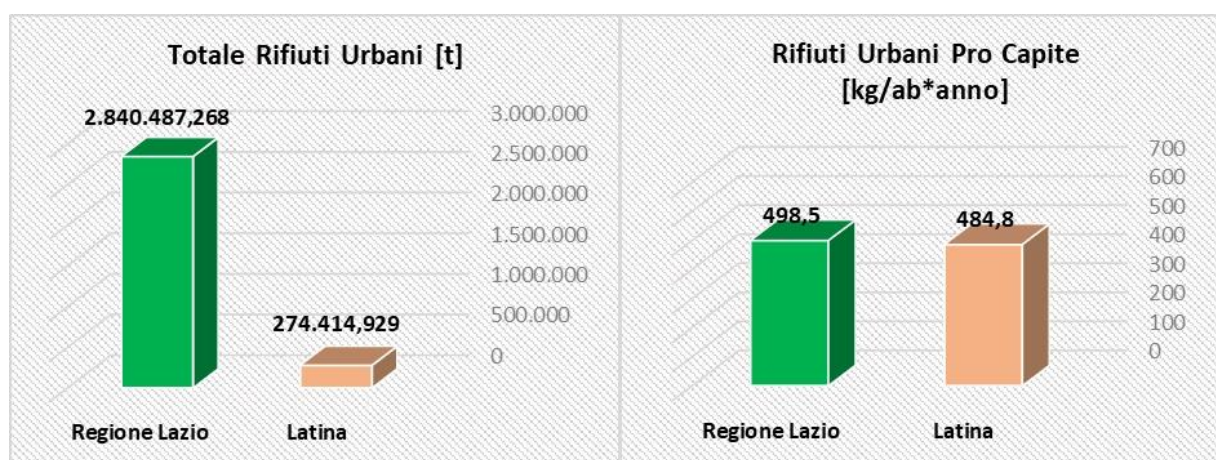 Totale Rifiuti Urbani [t]
2.840.487,268
274.414,929
3.000.000
2.500.000
2.000.000
1.500.000
1.000.000
500.000
0
Regione Lazio
Latina
Rifiuti Urbani Pro Capite
[kg/ab*anno]
498,5
484,8
700
600
500
400
300
200
100
0
Regione Lazio
Latina